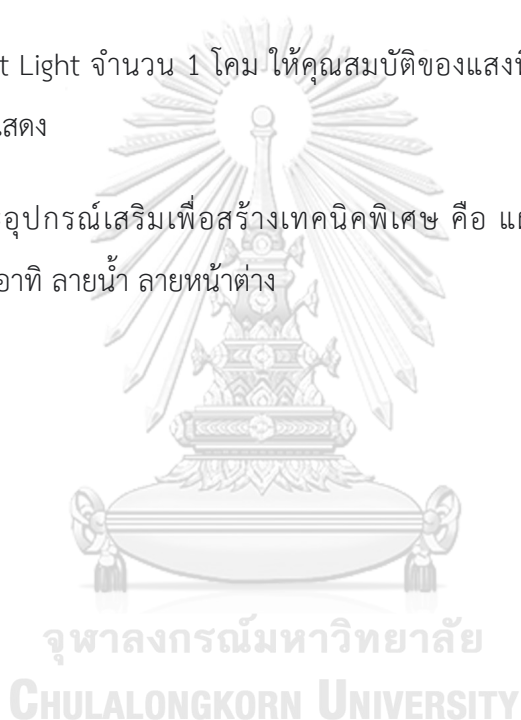 t Light จำนวน 1 โคม ให้คุณสมบัติของแสงที
แสดง
อุปกรณ์เสริมเพื่อสร้างเทคนิคพิเศษ คือ แผ
อาทิ ลายน้ำ ลายหน้าต่าง
จุฬาลงกรณ์มหาวิทยาลัย
CHULALONGKORN UNIVERSITY